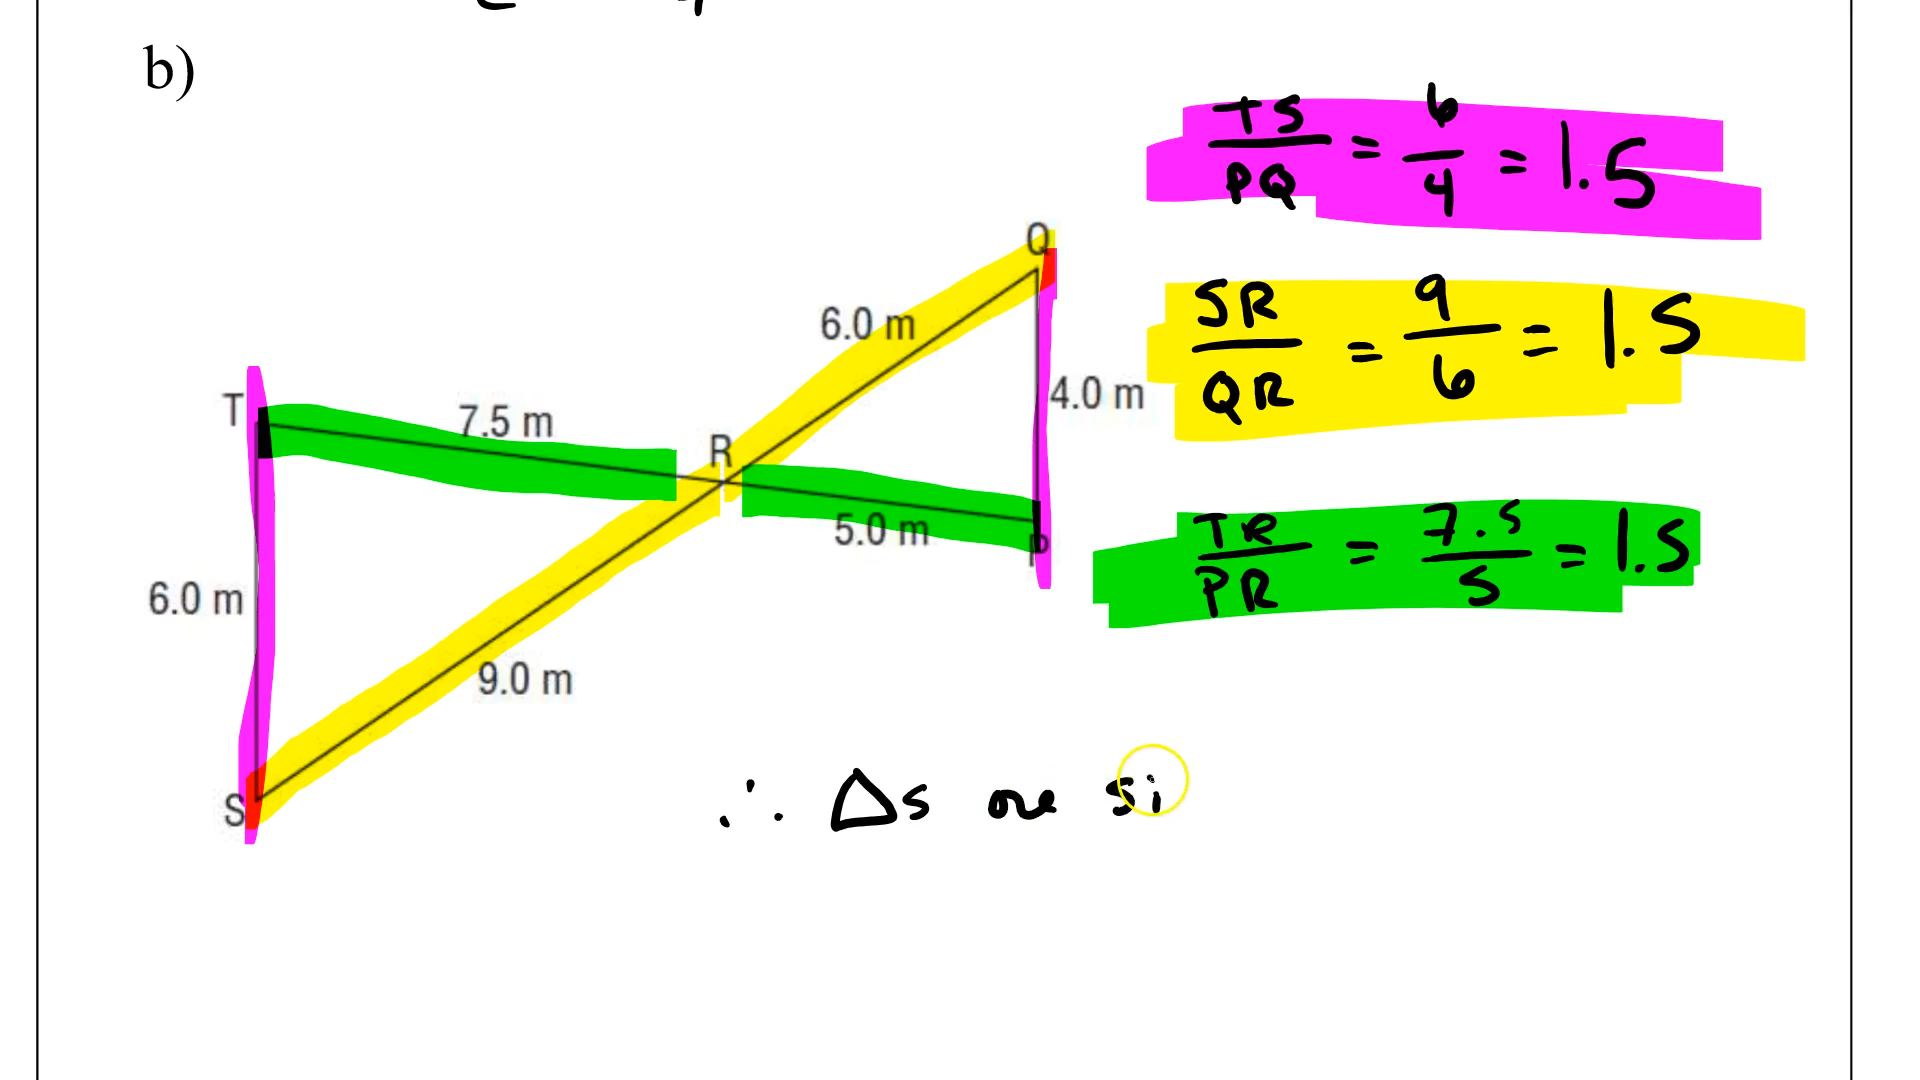 b)
TS/PQ = 6/4 = 1.5
Q
6.0 m
SR/QR = 9/6 = 1.5
4.0 m
T
7.5 m
R
5.0 m
P
TR/PR = 7.5/5 = 1.5
6.0 m
9.0 m
S
∴ Δs are si